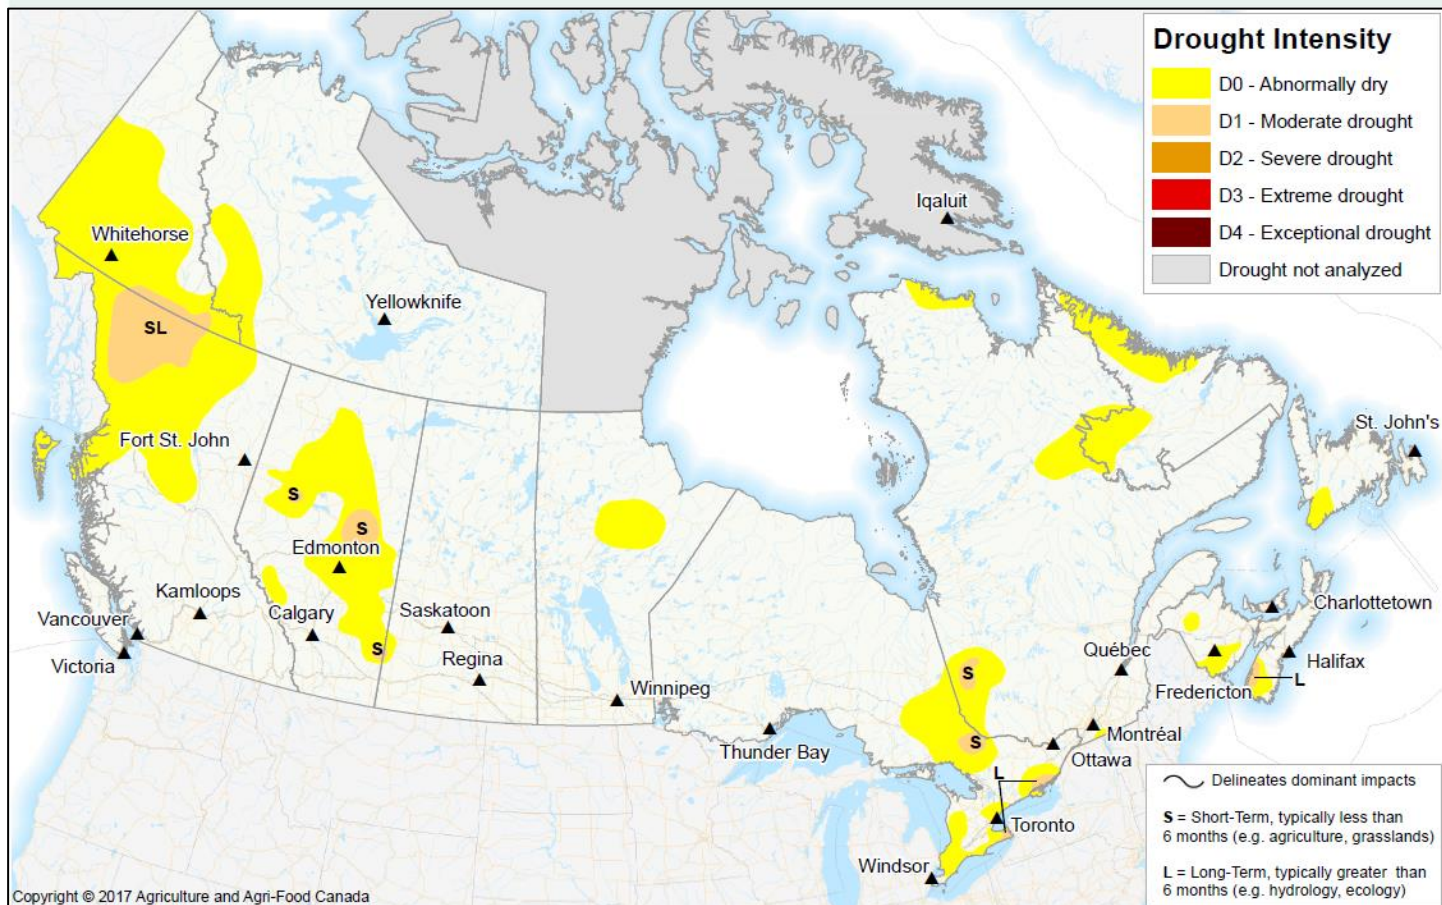 Drought Intensity
D0 - Abnormally dry
D1 - Moderate drought
D2 - Severe drought
D3 - Extreme drought
D4 - Exceptional drought
Drought not analyzed
Iqaluit
Whitehorse
Yellowknife
SL
Fort St. John
St. John's
S
S
Edmonton
Kamloops
Calgary
Saskatoon
Charlottetown
Vancouver
Victoria
S
Regina
Québec
Halifax
S
L
Winnipeg
Fredericton
Thunder Bay
S
Montréal
Ottawa
L
Toronto
Windsor
Delineates dominant impacts
S = Short-Term, typically less than
6 months (e.g. agriculture, grasslands)
L = Long-Term, typically greater than
6 months (e.g. hydrology, ecology)
Copyright © 2017 Agriculture and Agri-Food Canada